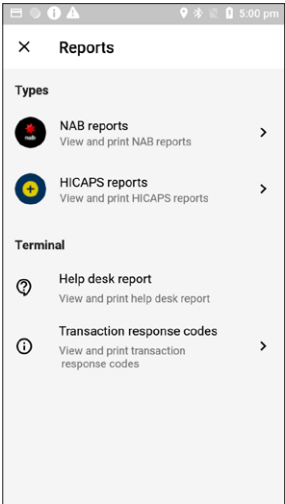 5:00 pm
Reports
Types
NAB reports
View and print NAB reports
nab
HICAPS reports
View and print HICAPS reports
Terminal
Help desk report
View and print help desk report
Transaction response codes
View and print transaction
response codes